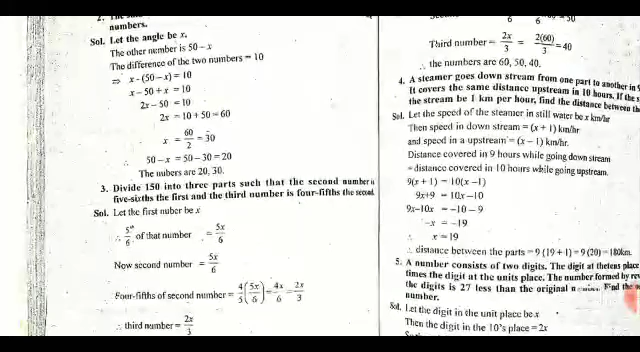 numbers.
Sol. Let the angle be x.
The other number is 50 – x
The difference of the two numbers = 10
⇒ x - (50 – x) = 10
x – 50 + x = 10
2x – 50 = 10
2x = 10 + 50 = 60
x = 60/2 = 30
∴
50 – x = 50 – 30 = 20
The nubers are 20, 30.
3. Divide 150 into three parts such that the second number is
five-sixths the first and the third number is four-fifths the second
Sol. Let the first nuber be x
∴ 5th/6 of that number = 5x/6
Now second number = 5x/6
Four-fifths of second number = 4/5(5x/6) = 4x/6 = 2x/3
∴ third number = 2x/3
6 6
Third number = 2x/3 = 2(60)/3 = 40
∴ the numbers are 60, 50, 40.
4. A steamer goes down stream from one part to another in 9
It covers the same distance upstream in 10 hours. If the s
the stream be 1 km per hour, find the distance between the
Sol. Let the speed of the steamer in still water be x km/hr
Then speed in down stream = (x + 1) km/hr
and speed in a upstream = (x – 1) km/hr.
Distance covered in 9 hours while going down stream
= distance covered in 10 hours while going upstream.
9(x + 1) = 10(x –1)
9x+9 = 10x – 10
9x–10x = –10 – 9
–x = –19
∴ x = 19
∴ distance between the parts = 9 (19 + 1) = 9 (20) = 180km.
5. A number consists of two digits. The digit at thetens place
times the digit at the units place. The number formed by rev
the digits is 27 less than the original Find the
number.
Sol. Let the digit in the unit place be x
Then the digit in the 10's place = 2x